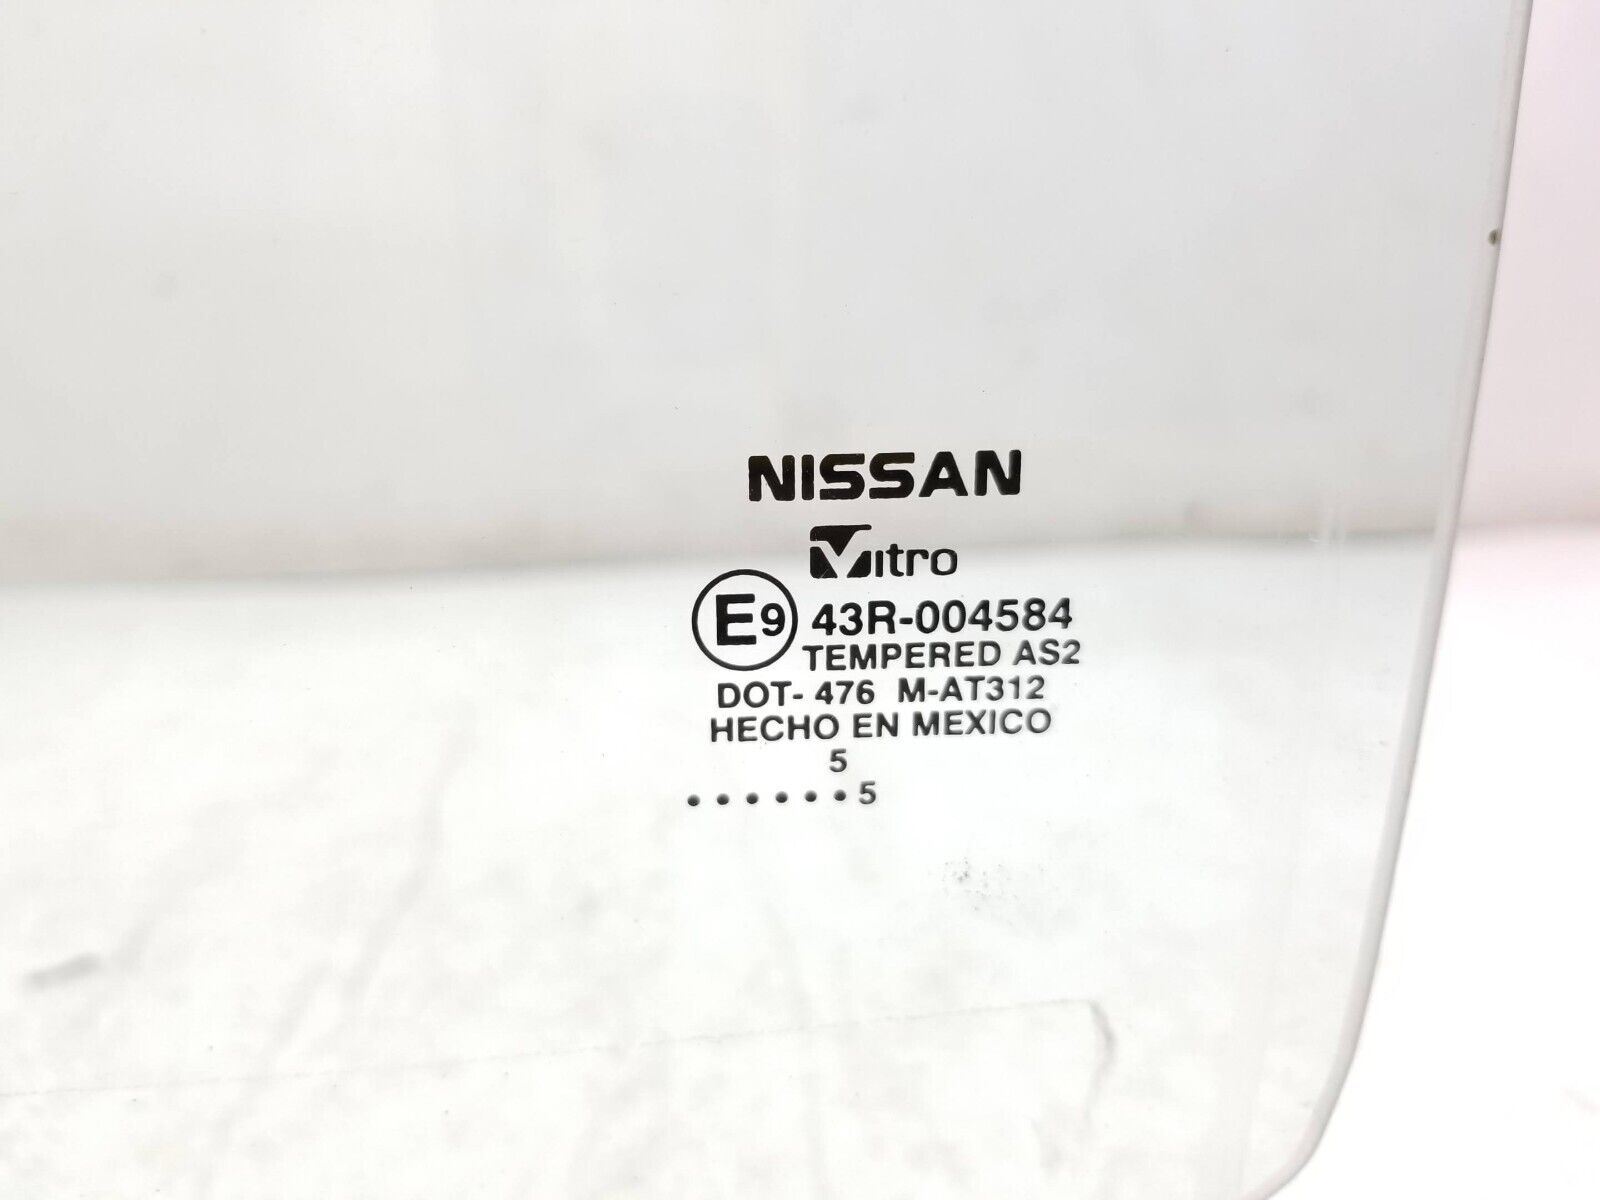 NISSAN
Vitro
E9 43R-004584
TEMPERED AS2
DOT- 476 M-AT312
HECHO EN MEXICO
5
● ● ● ● ● ● 5